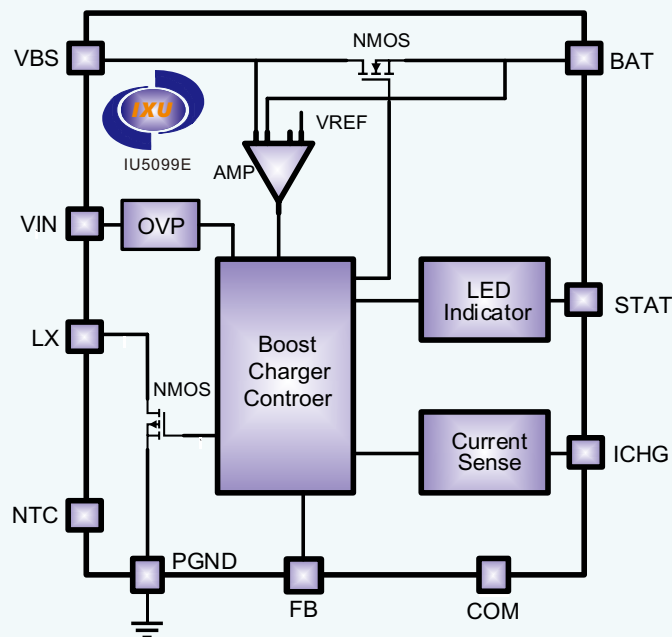 NMOS
VBS
BAT
IXU
VREF
IU5099E
AMP
VIN
OVP
LED
Indicator
STAT
LX
Boost
Charger
Controer
NMOS
Current
Sense
ICHG
NTC
PGND
FB
COM